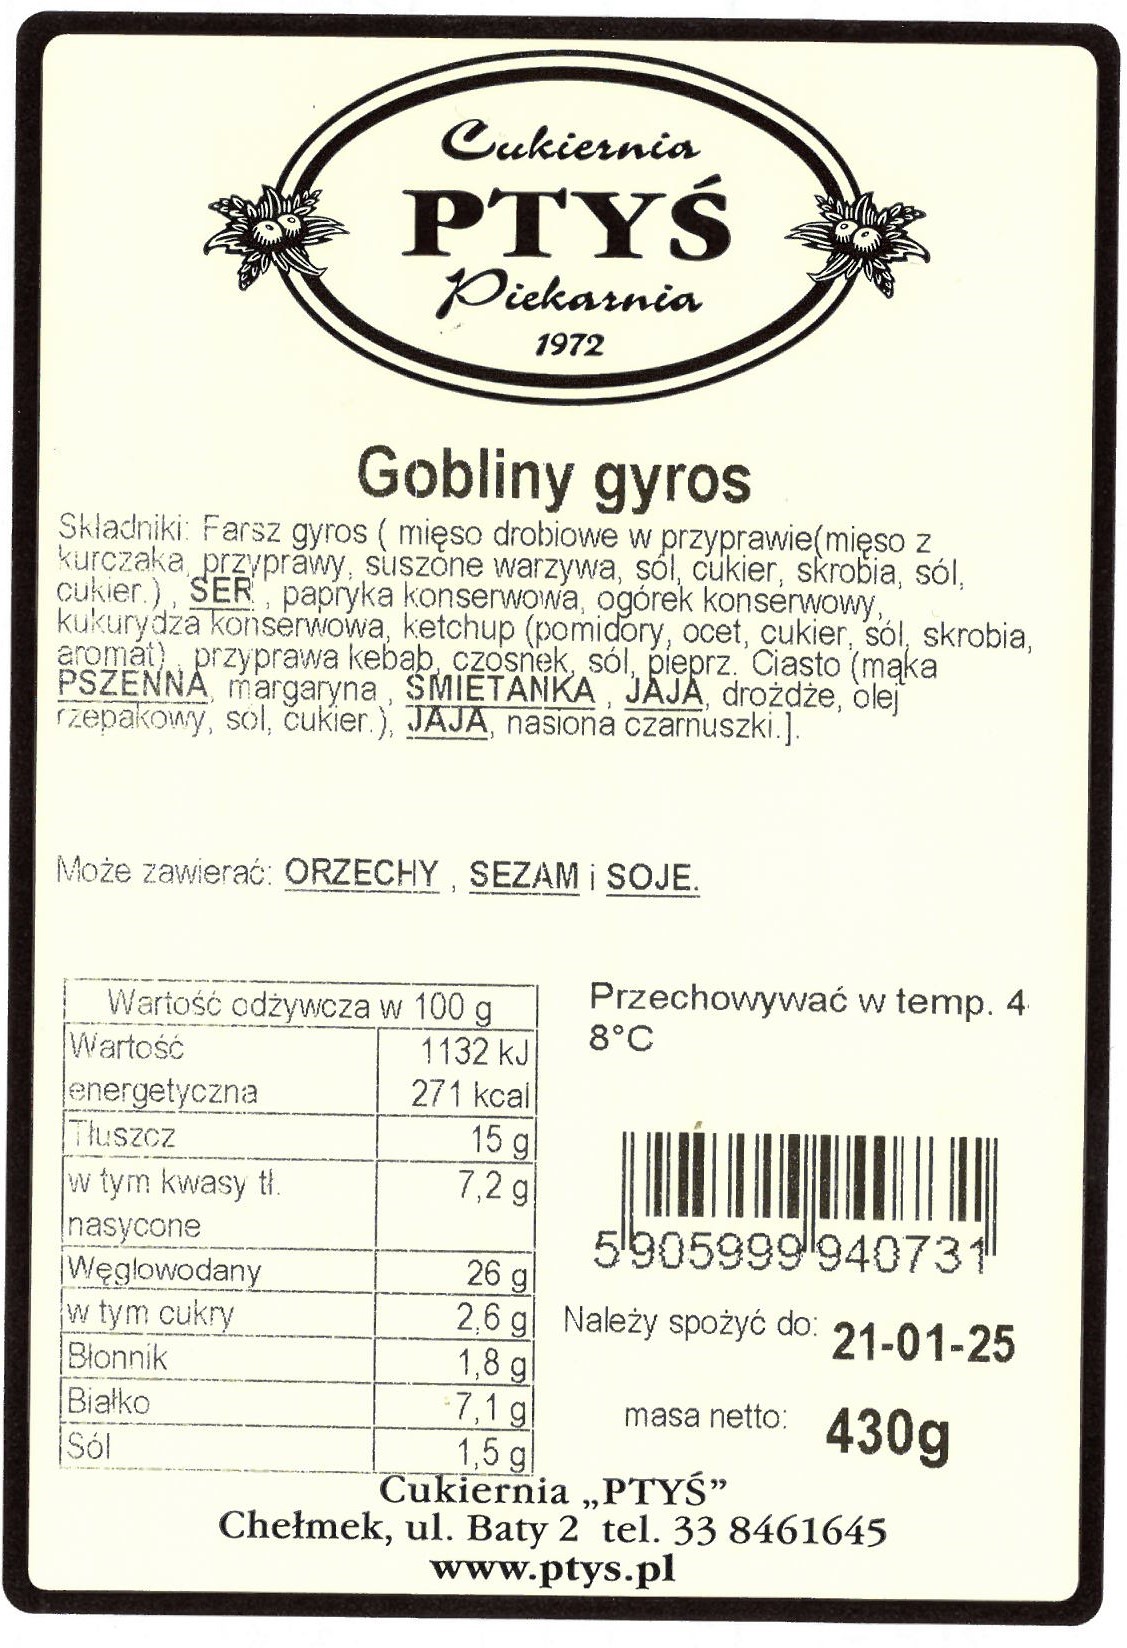 Cukiernia
PTYŚ
Piekarnia
1972
Gobliny gyros
Składniki: Farsz gyros ( mięso drobiowe w przyprawie(mięso z
kurczaka, przyprawy, suszone warzywa, sól, cukier, skrobia, sól,
cukier.) , SER , papryka konserwowa, ogórek konserwowy,
kukurydza konserwowa, ketchup (pomidory, ocet, cukier, sól, skrobia,
aromat) , przyprawa kebab, czosnek, sól, pieprz. Ciasto (mąka
PSZENNA, margaryna , ŚMIETANKA , JAJA, drożdże, olej
rzepakowy, sól, cukier.), JAJA, nasiona czarnuszki.].
Może zawierać: ORZECHY , SEZAM i SOJE.
Wartość odżywcza w 100 g
Wartość 1132 kJ
energetyczna 271 kcal
Tłuszcz 15 g
w tym kwasy tł. 7,2 g
nasycone
Węglowodany 26 g
w tym cukry 2,6 g
Błonnik 1,8 g
Białko 7,1 g
Sól 1,5 g
Przechowywać w temp. 4
8°C
5905999940731
Należy spożyć do: 21-01-25
masa netto: 430g
Cukiernia „PTYŚ”
Chełmek, ul. Baty 2 tel. 33 8461645
www.ptys.pl